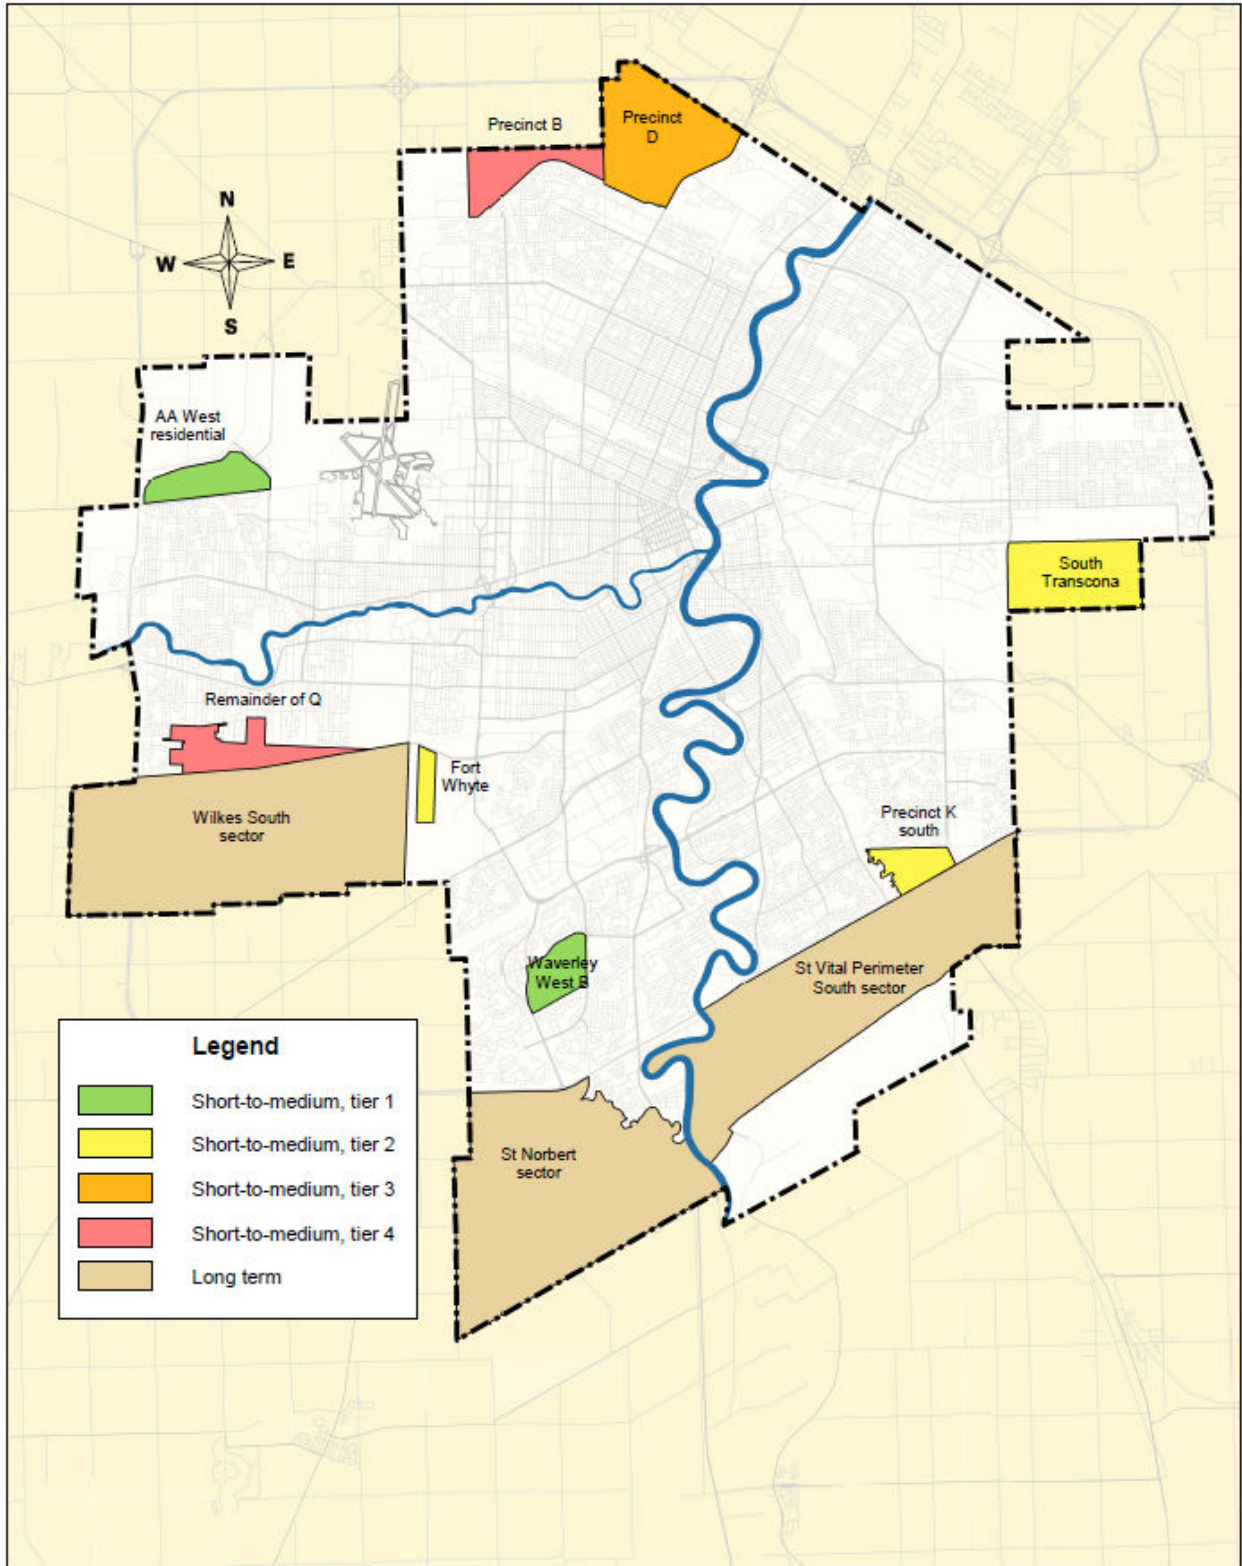 Precinct B
Precinct
D
N
W
E
S
AA West
residential
South
Transcona
Remainder of Q
Fort
Whyte
Wilkes South
sector
Precinct K
south
Waverley
West B
St Vital Perimeter
South sector
St Norbert
sector
Legend
Short-to-medium, tier 1
Short-to-medium, tier 2
Short-to-medium, tier 3
Short-to-medium, tier 4
Long term